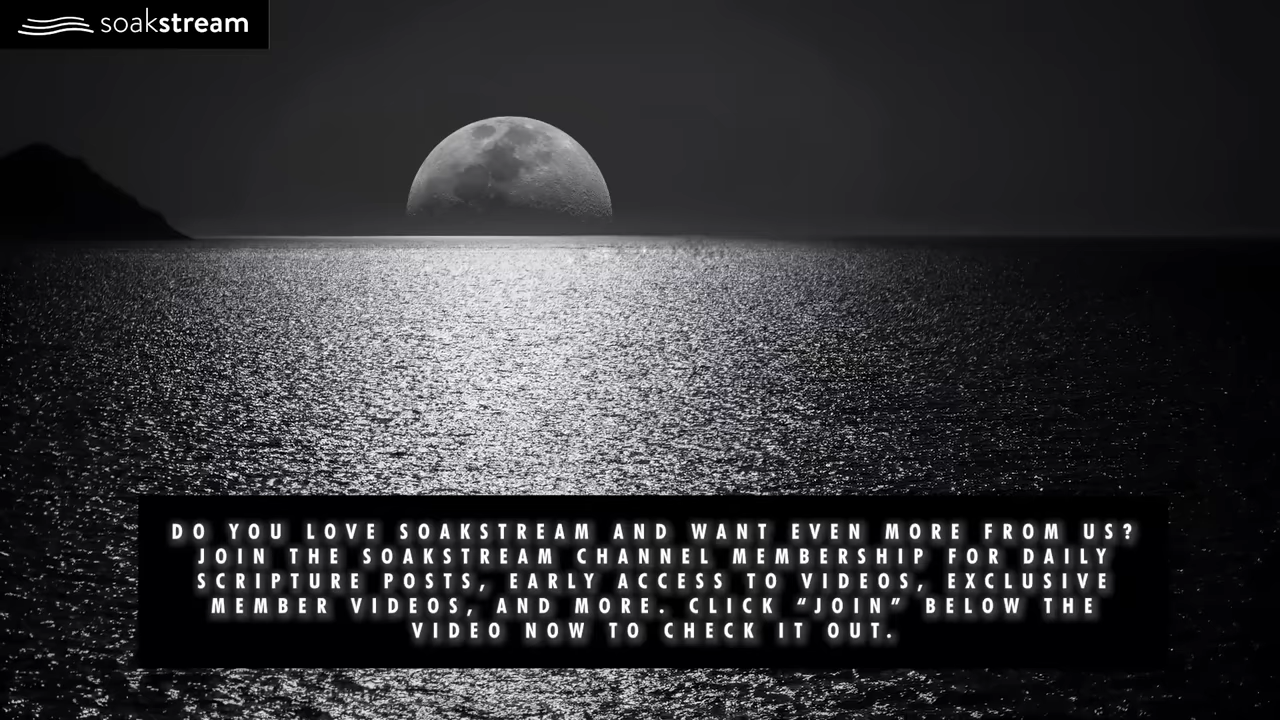 soakstream
DO YOU LOVE SOAKSTREAM AND WANT EVEN MORE FROM US?
JOIN THE SOAKSTREAM CHANNEL MEMBERSHIP FOR DAILY
SCRIPTURE POSTS, EARLY ACCESS TO VIDEOS, EXCLUSIVE
MEMBER VIDEOS, AND MORE. CLICK “JOIN” BELOW THE
VIDEO NOW TO CHECK IT OUT.